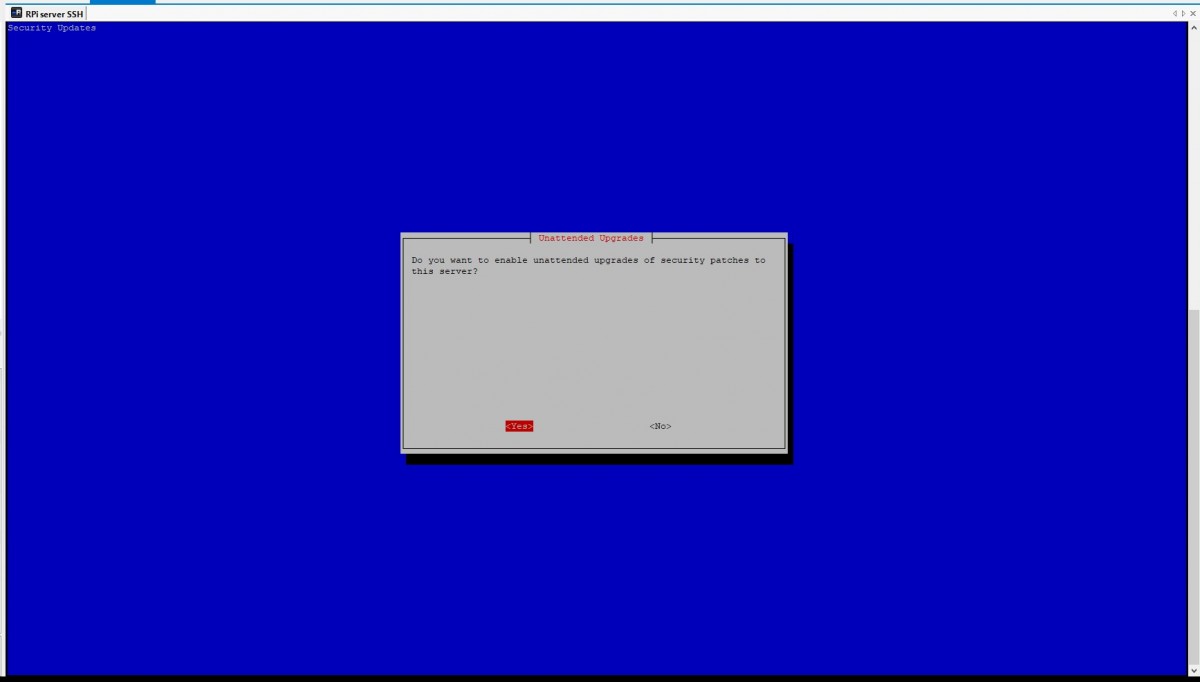 RPi server SSH
Security Updates
Unattended Upgrades
Do you want to enable unattended upgrades of security patches to
this server?
<Yes> <No>